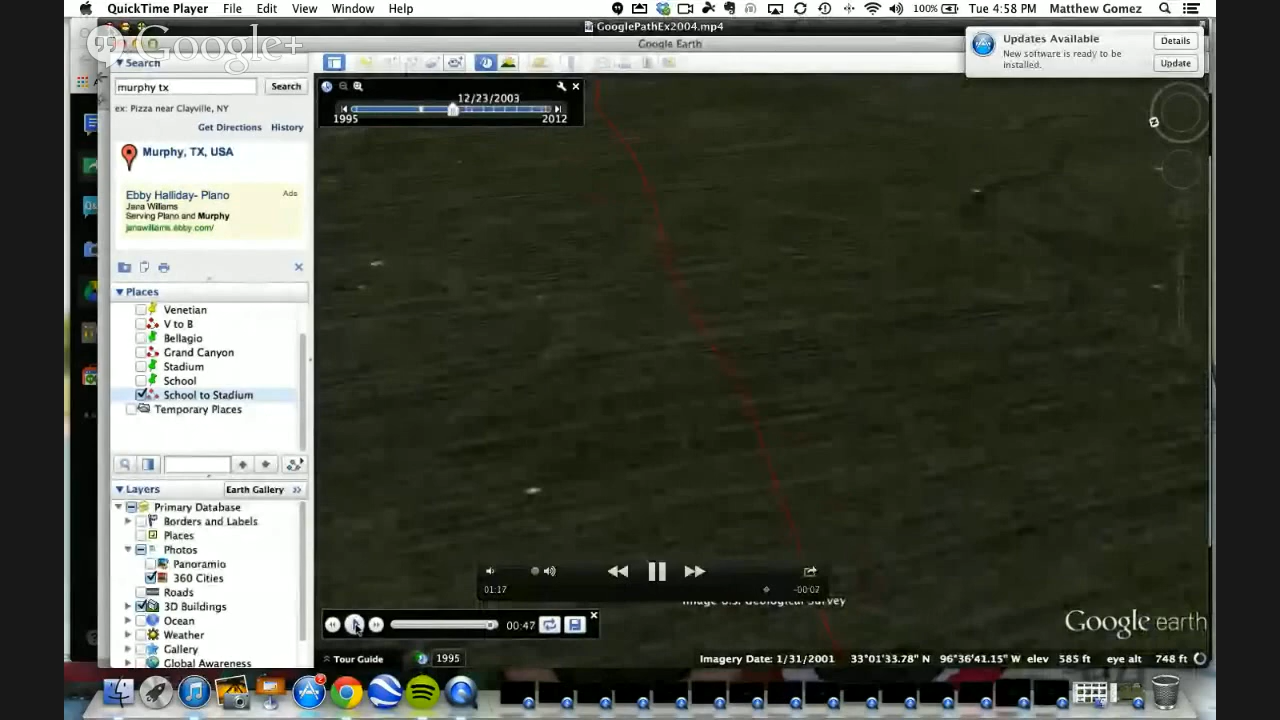 QuickTime Player File Edit View Window Help
100% Tue 4:58 PM Matthew Gomez
GooglePathEx2004.mp4
Google Earth
Google+
Updates Available
New software is ready to be installed.
Details
Update
Search
murphy tx
Search
ex: Pizza near Clayville, NY
Get Directions History
Murphy, TX, USA
Ebby Halliday- Plano
Ads
Jana Williams
Serving Plano and Murphy
janawilliams.ebby.com/
12/23/2003
1995 2012
Places
Venetian
V to B
Bellagio
Grand Canyon
Stadium
School
School to Stadium
Temporary Places
Layers
Earth Gallery »
Primary Database
Borders and Labels
Places
Photos
Panoramio
360 Cities
Roads
3D Buildings
Ocean
Weather
Gallery
Global Awareness
01:17 -00:02
Image U.S. Geological Survey
00:47
Google earth
Tour Guide
1995
Imagery Date: 1/31/2001 33°01'33.78" N 96°36'41.15" W elev 585 ft eye alt 748 ft